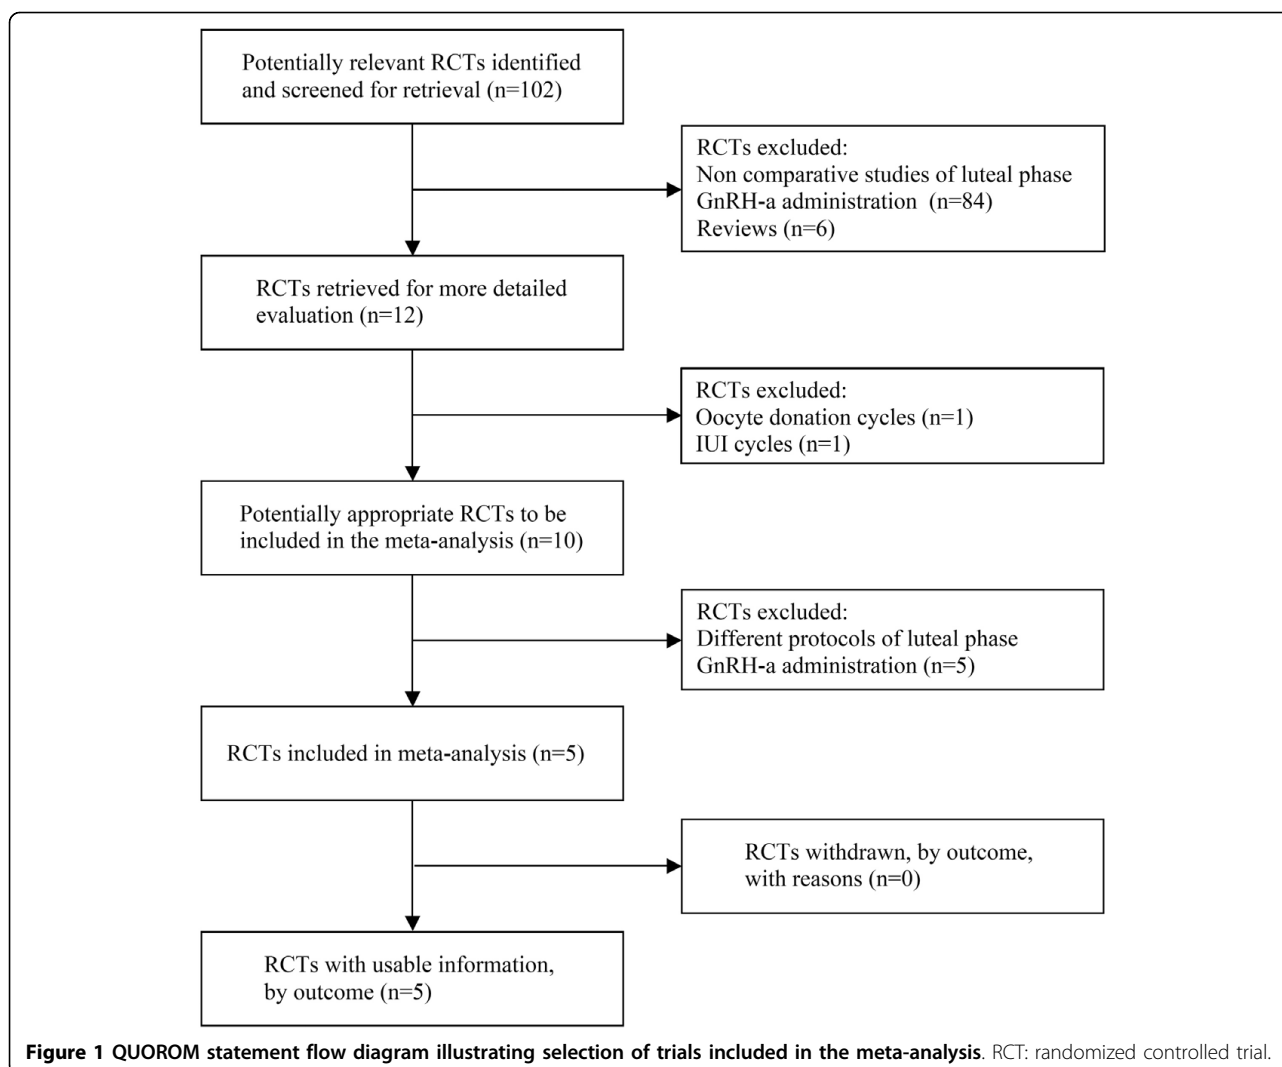 Potentially relevant RCTs identified
and screened for retrieval (n=102)
RCTs excluded:
Non comparative studies of luteal phase
GnRH-a administration (n=84)
Reviews (n=6)
RCTs retrieved for more detailed
evaluation (n=12)
RCTs excluded:
Oocyte donation cycles (n=1)
IUI cycles (n=1)
Potentially appropriate RCTs to be
included in the meta-analysis (n=10)
RCTs excluded:
Different protocols of luteal phase
GnRH-a administration (n=5)
RCTs included in meta-analysis (n=5)
RCTs withdrawn, by outcome,
with reasons (n=0)
RCTs with usable information,
by outcome (n=5)
Figure 1 QUOROM statement flow diagram illustrating selection of trials included in the meta-analysis. RCT: randomized controlled trial.